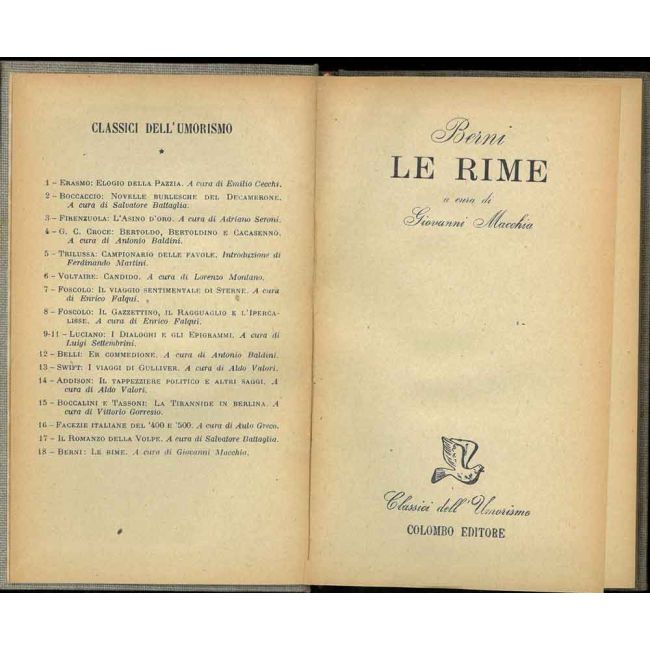 CLASSICI DELL'UMORISMO
*
1 – ERASMO: ELOGIO DELLA PAZZIA. A cura di Emilio Cecchi.
2 – BOCCACCIO: NOVELLE BURLESCHE DEL DECAMERONE.
A cura di Salvatore Battaglia.
3 – FIRENZUOLA: L'ASINO D'ORO. A cura di Adriano Seroni.
4 – G. C. CROCE: BERTOLDO, BERTOLDINO E CACASENNO.
A cura di Antonio Baldini.
5 – TRILUSSA: CAMPIONARIO DELLE FAVOLE. Introduzione di
Ferdinando Martini.
6 – VOLTAIRE: CANDIDO. A cura di Lorenzo Montano.
7 – FOSCOLO: IL VIAGGIO SENTIMENTALE DI STERNE. A cura
di Enrico Falqui.
8 – FOSCOLO: IL GAZZETTINO, IL RAGGUAGLIO E L'IPERCA-
LISSE. A cura di Enrico Falqui.
9-11 – LUCIANO: I DIALOGHI E GLI EPIGRAMMI. A cura di
Luigi Settembrini.
12 – BELLI: ER COMMEDIONE. A cura di Antonio Baldini.
13 – SWIFT: I VIAGGI DI GULLIVER. A cura di Aldo Valori.
14 – ADDISON: IL TAPPEZZIERE POLITICO E ALTRI SAGGI. A
cura di Aldo Valori.
15 – BOCCALINI E TASSONI: LA TIRANNIDE IN BERLINA. A
cura di Vittorio Gorresio.
16 – FACEZIE ITALIANE DEL '400 E '500. A cura di Aulo Greco.
17 – IL ROMANZO DELLA VOLPE. A cura di Salvatore Battaglia.
18 – BERNI: LE RIME. A cura di Giovanni Macchia.
Berni
LE RIME
a cura di
Giovanni Macchia
Classici dell'Umorismo
COLOMBO EDITORE